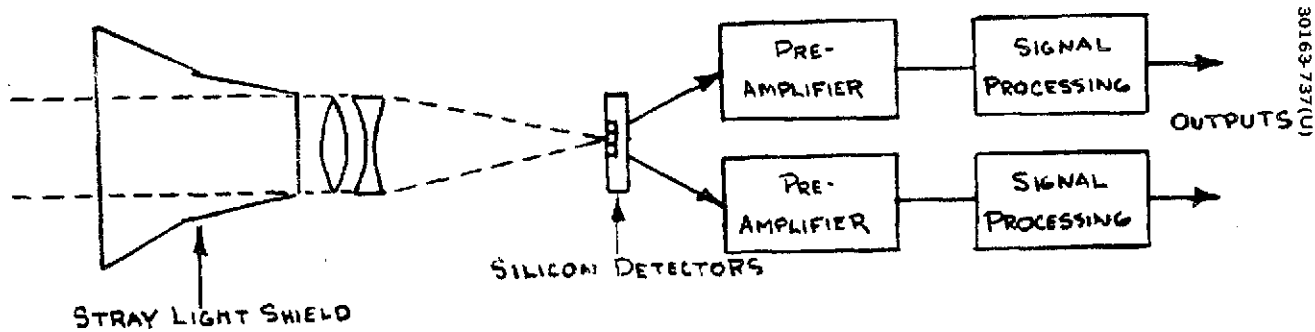 PRE-
AMPLIFIER
SIGNAL
PROCESSING
OUTPUTS
PRE-
AMPLIFIER
SIGNAL
PROCESSING
SILICON DETECTORS
STRAY LIGHT SHIELD
30163-737(U)